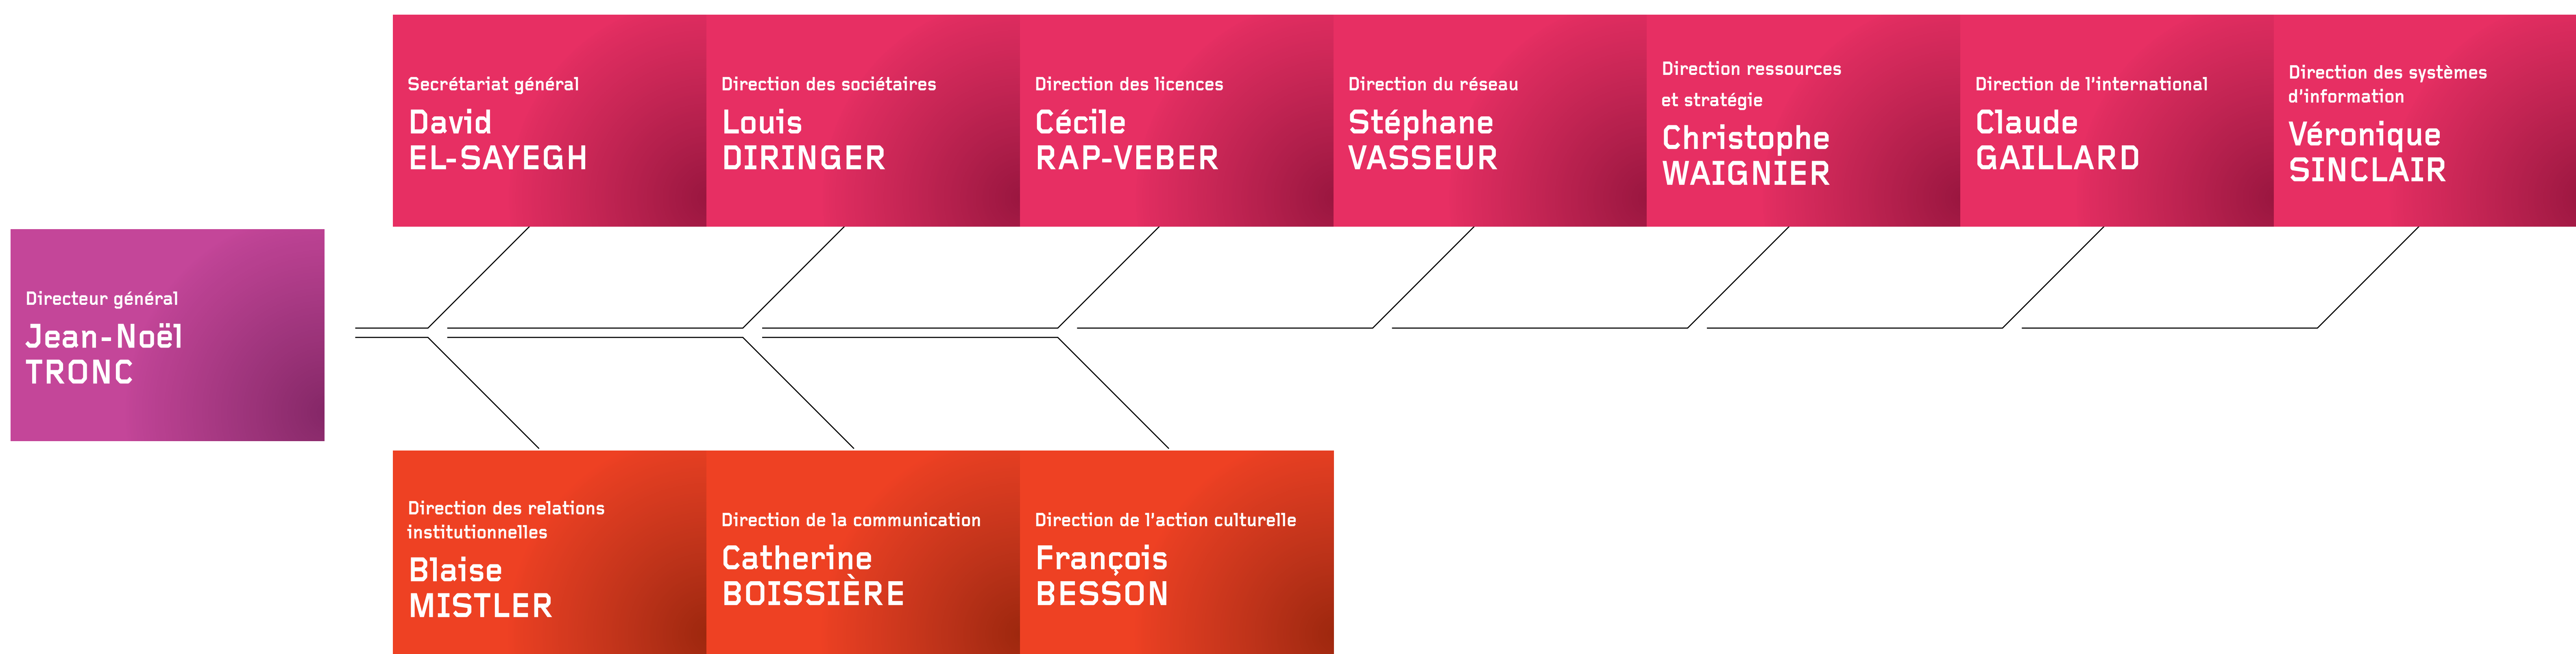 Secrétariat général
David
EL-SAYEGH
Direction des sociétaires
Louis
DIRINGER
Direction des licences
Cécile
RAP-VEBER
Direction du réseau
Stéphane
VASSEUR
Direction ressources
et stratégie
Christophe
WAIGNIER
Direction de l'international
Claude
GAILLARD
Direction des systèmes
d'information
Véronique
SINCLAIR
Directeur général
Jean-Noël
TRONC
Direction des relations
institutionnelles
Blaise
MISTLER
Direction de la communication
Catherine
BOISSIÈRE
Direction de l'action culturelle
François
BESSON